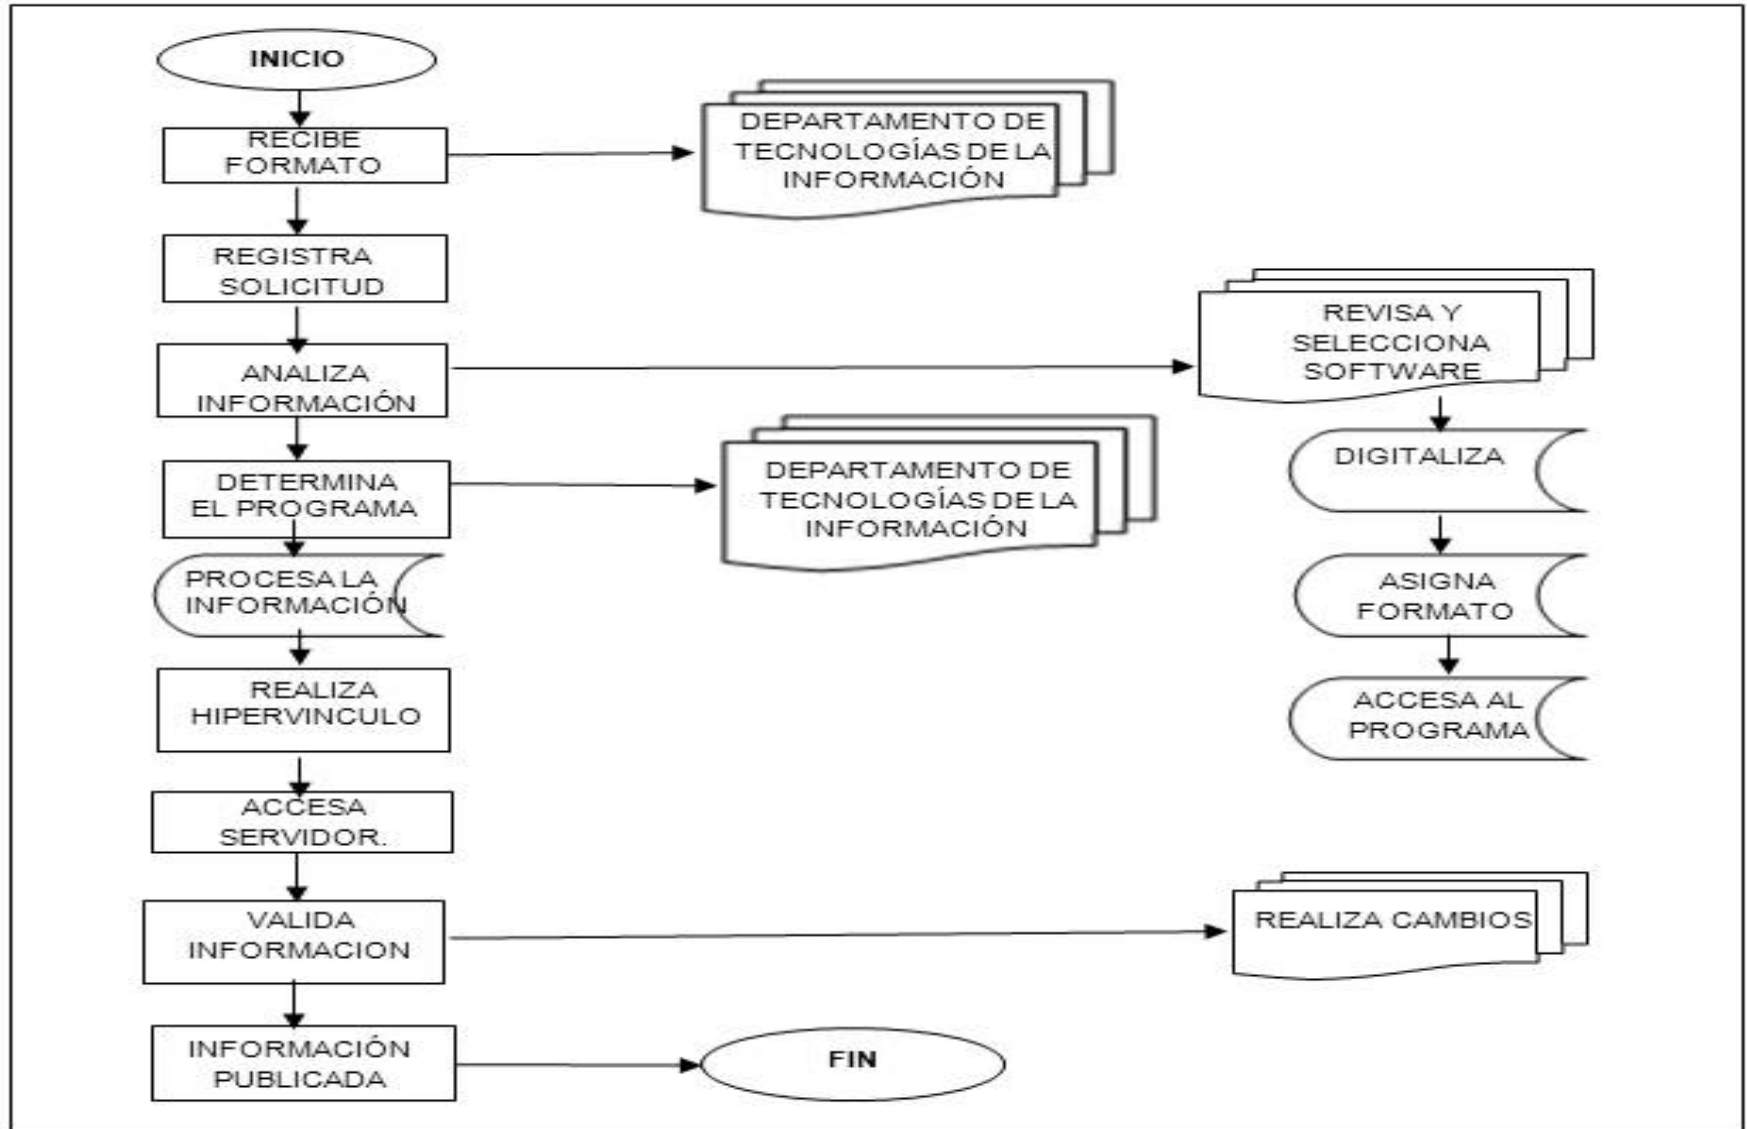 INICIO
RECIBE
FORMATO
DEPARTAMENTO DE
TECNOLOGÍAS DE LA
INFORMACIÓN
REGISTRA
SOLICITUD
ANALIZA
INFORMACIÓN
REVISA Y
SELECCIONA
SOFTWARE
DETERMINA
EL PROGRAMA
DEPARTAMENTO DE
TECNOLOGÍAS DE LA
INFORMACIÓN
DIGITALIZA
PROCESA LA
INFORMACIÓN
ASIGNA
FORMATO
REALIZA
HIPERVINCULO
ACCESA AL
PROGRAMA
ACCESA
SERVIDOR.
VALIDA
INFORMACION
REALIZA CAMBIOS
INFORMACIÓN
PUBLICADA
FIN